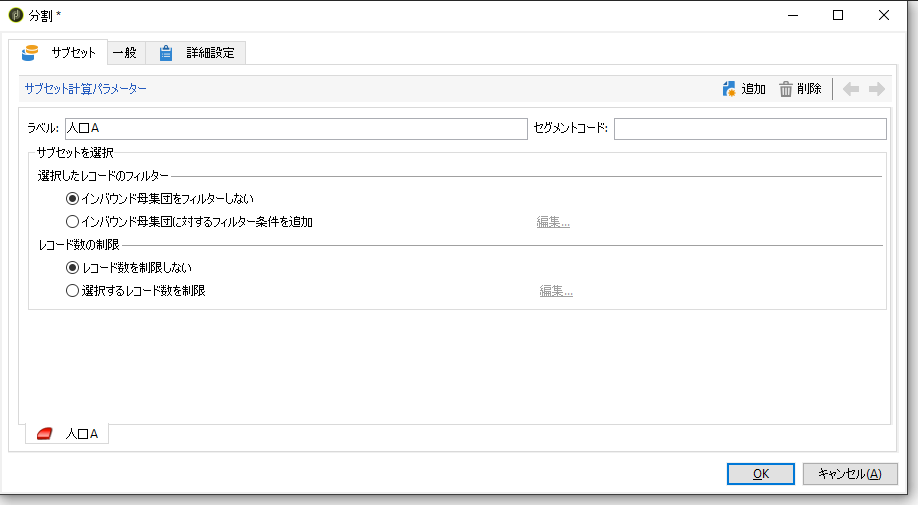 分割 *
サブセット 一般 詳細設定
サブセット計算パラメーター 追加 削除
ラベル: 人口A セグメントコード:
サブセットを選択
選択したレコードのフィルター
インバウンド母集団をフィルターしない
インバウンド母集団に対するフィルター条件を追加 編集...
レコード数の制限
レコード数を制限しない
選択するレコード数を制限 編集...
人口A
OK キャンセル(A)